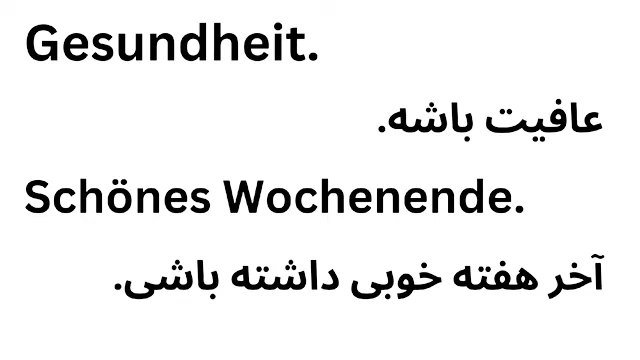 Gesundheit.
عافیت باشه.
Schönes Wochenende.
آخر هفته خوبی داشته باشی.